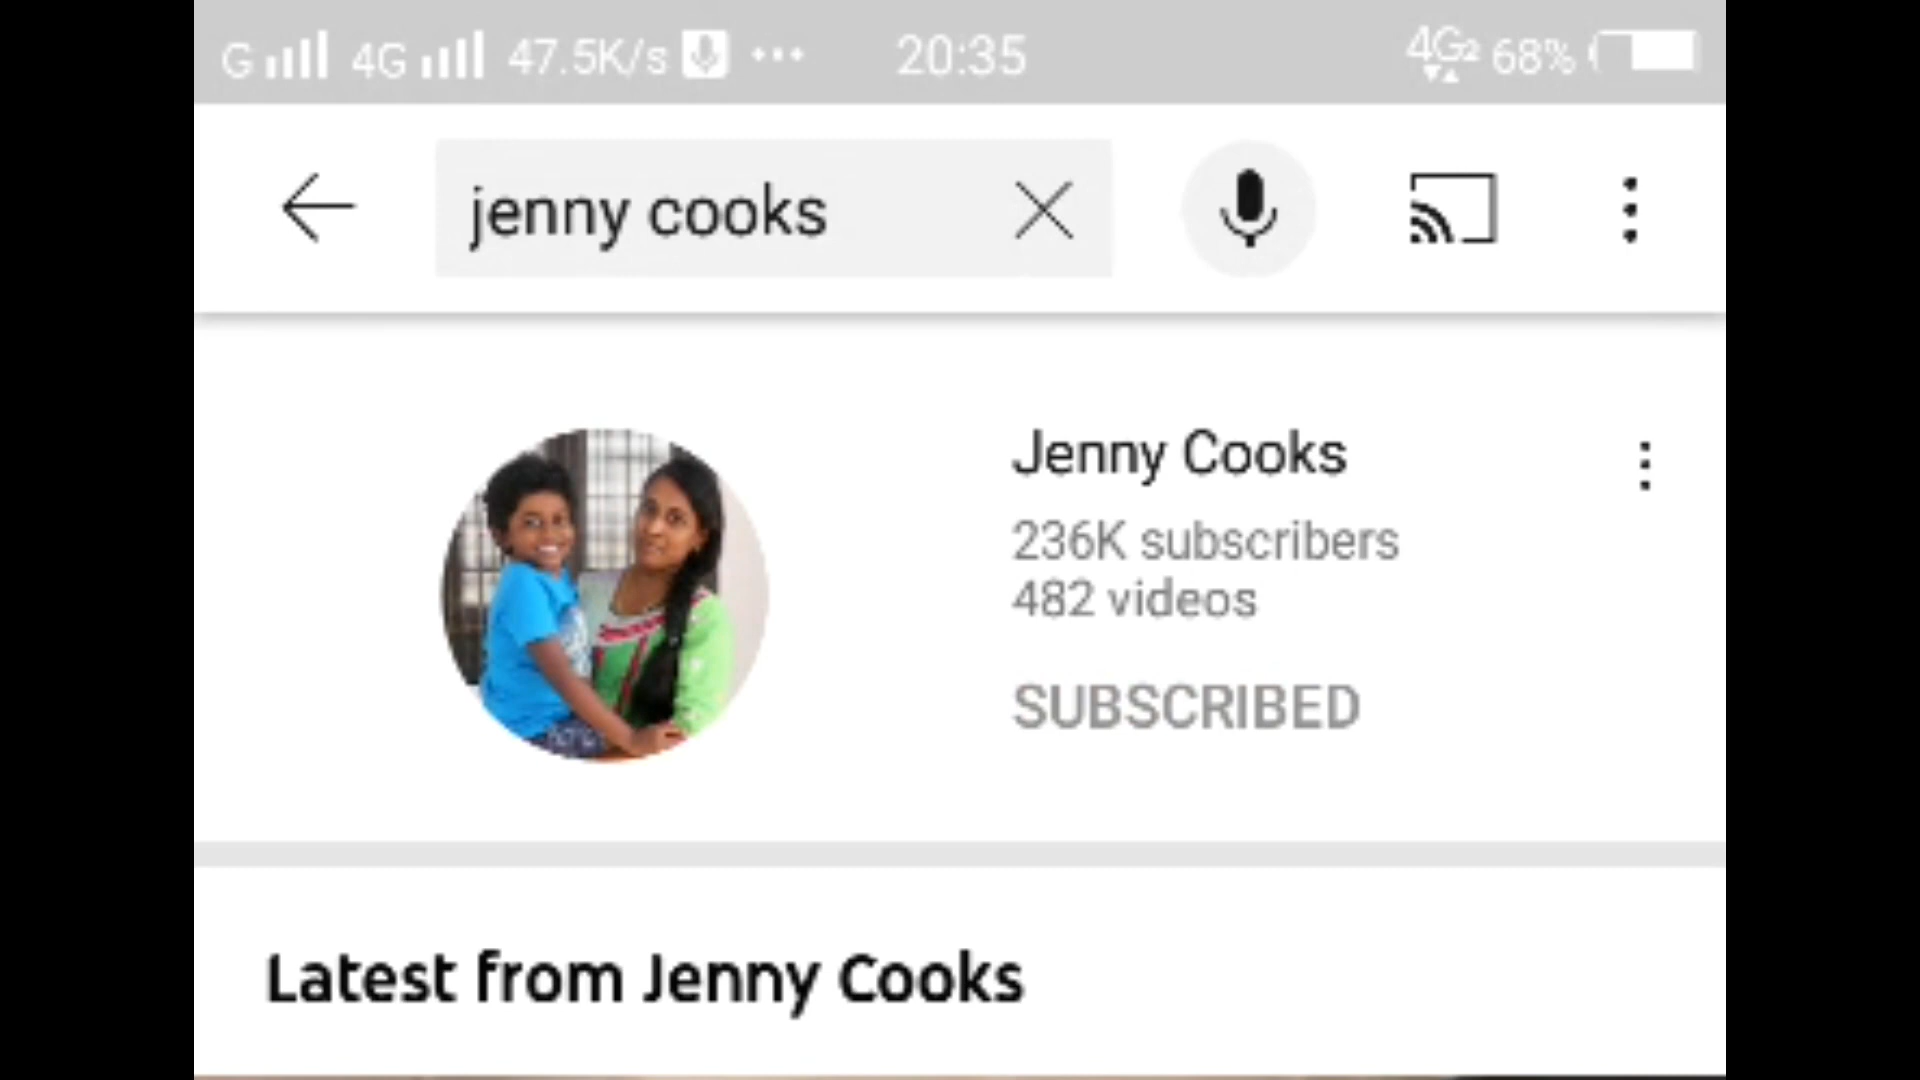 G 4G 47.5K/s 20:35 4G2 68%
jenny cooks
Jenny Cooks
236K subscribers
482 videos
SUBSCRIBED
Latest from Jenny Cooks